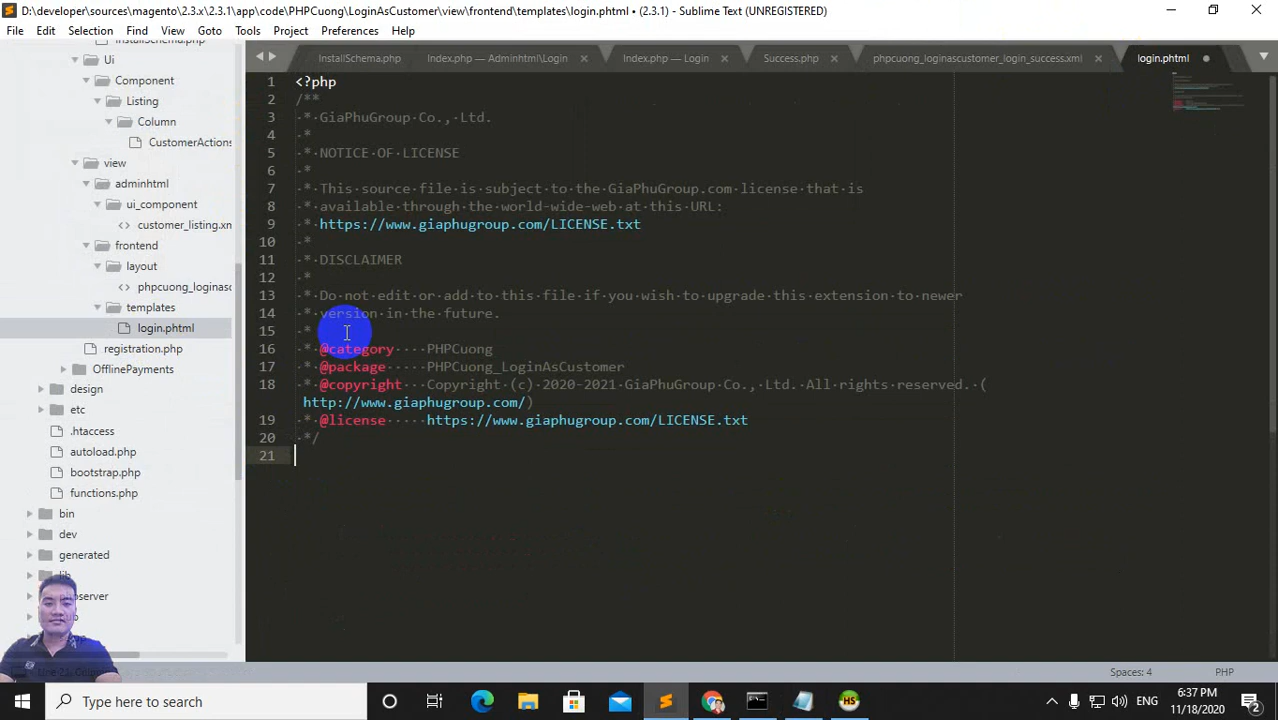 D:\developer\sources\magento\2.3.x\2.3.1\app\code\PHPCuong\LoginAsCustomer\view\frontend\templates\login.phtml • (2.3.1) - Sublime Text (UNREGISTERED)
File Edit Selection Find View Goto Tools Project Preferences Help
InstallSchema.php Index.php — Adminhtml\Login Index.php — Login Success.php phpcuong_loginascustomer_login_success.xml login.phtml
Ui
Component
Listing
Column
CustomerActions
view
adminhtml
ui_component
customer_listing.xm
frontend
layout
phpcuong_loginasc
templates
login.phtml
registration.php
OfflinePayments
design
etc
.htaccess
autoload.php
bootstrap.php
functions.php
bin
dev
generated
lib
1 <?php
2 /**
3 * GiaPhuGroup Co., Ltd.
4 *
5 * NOTICE OF LICENSE
6 *
7 * This source file is subject to the GiaPhuGroup.com license that is
8 * available through the world-wide-web at this URL:
9 * https://www.giaphugroup.com/LICENSE.txt
10 *
11 * DISCLAIMER
12 *
13 * Do not edit or add to this file if you wish to upgrade this extension to newer
14 * version in the future.
15 *
16 * @category PHPCuong
17 * @package PHPCuong_LoginAsCustomer
18 * @copyright Copyright (c) 2020-2021 GiaPhuGroup Co., Ltd. All rights reserved. (
http://www.giaphugroup.com/)
19 * @license https://www.giaphugroup.com/LICENSE.txt
20 */
21
Spaces: 4 PHP
Type here to search
HS
ENG
6:37 PM
11/18/2020
2